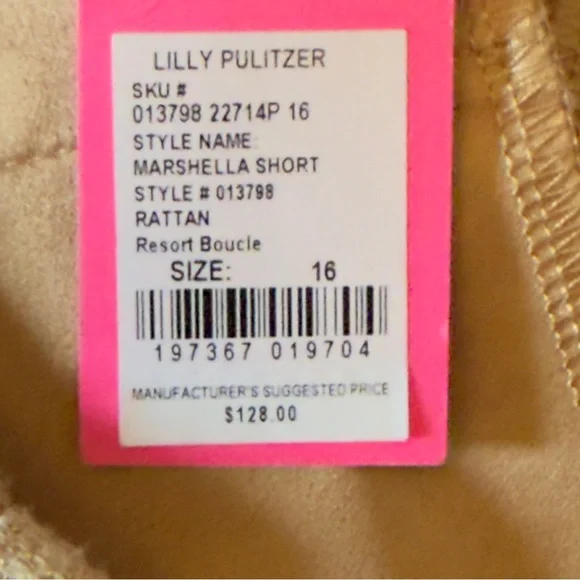 LILLY PULITZER
SKU #
013798 22714P 16
STYLE NAME:
MARSHELLA SHORT
STYLE # 013798
RATTAN
Resort Boucle
SIZE: 16
197367 019704
MANUFACTURER'S SUGGESTED PRICE
$128.00